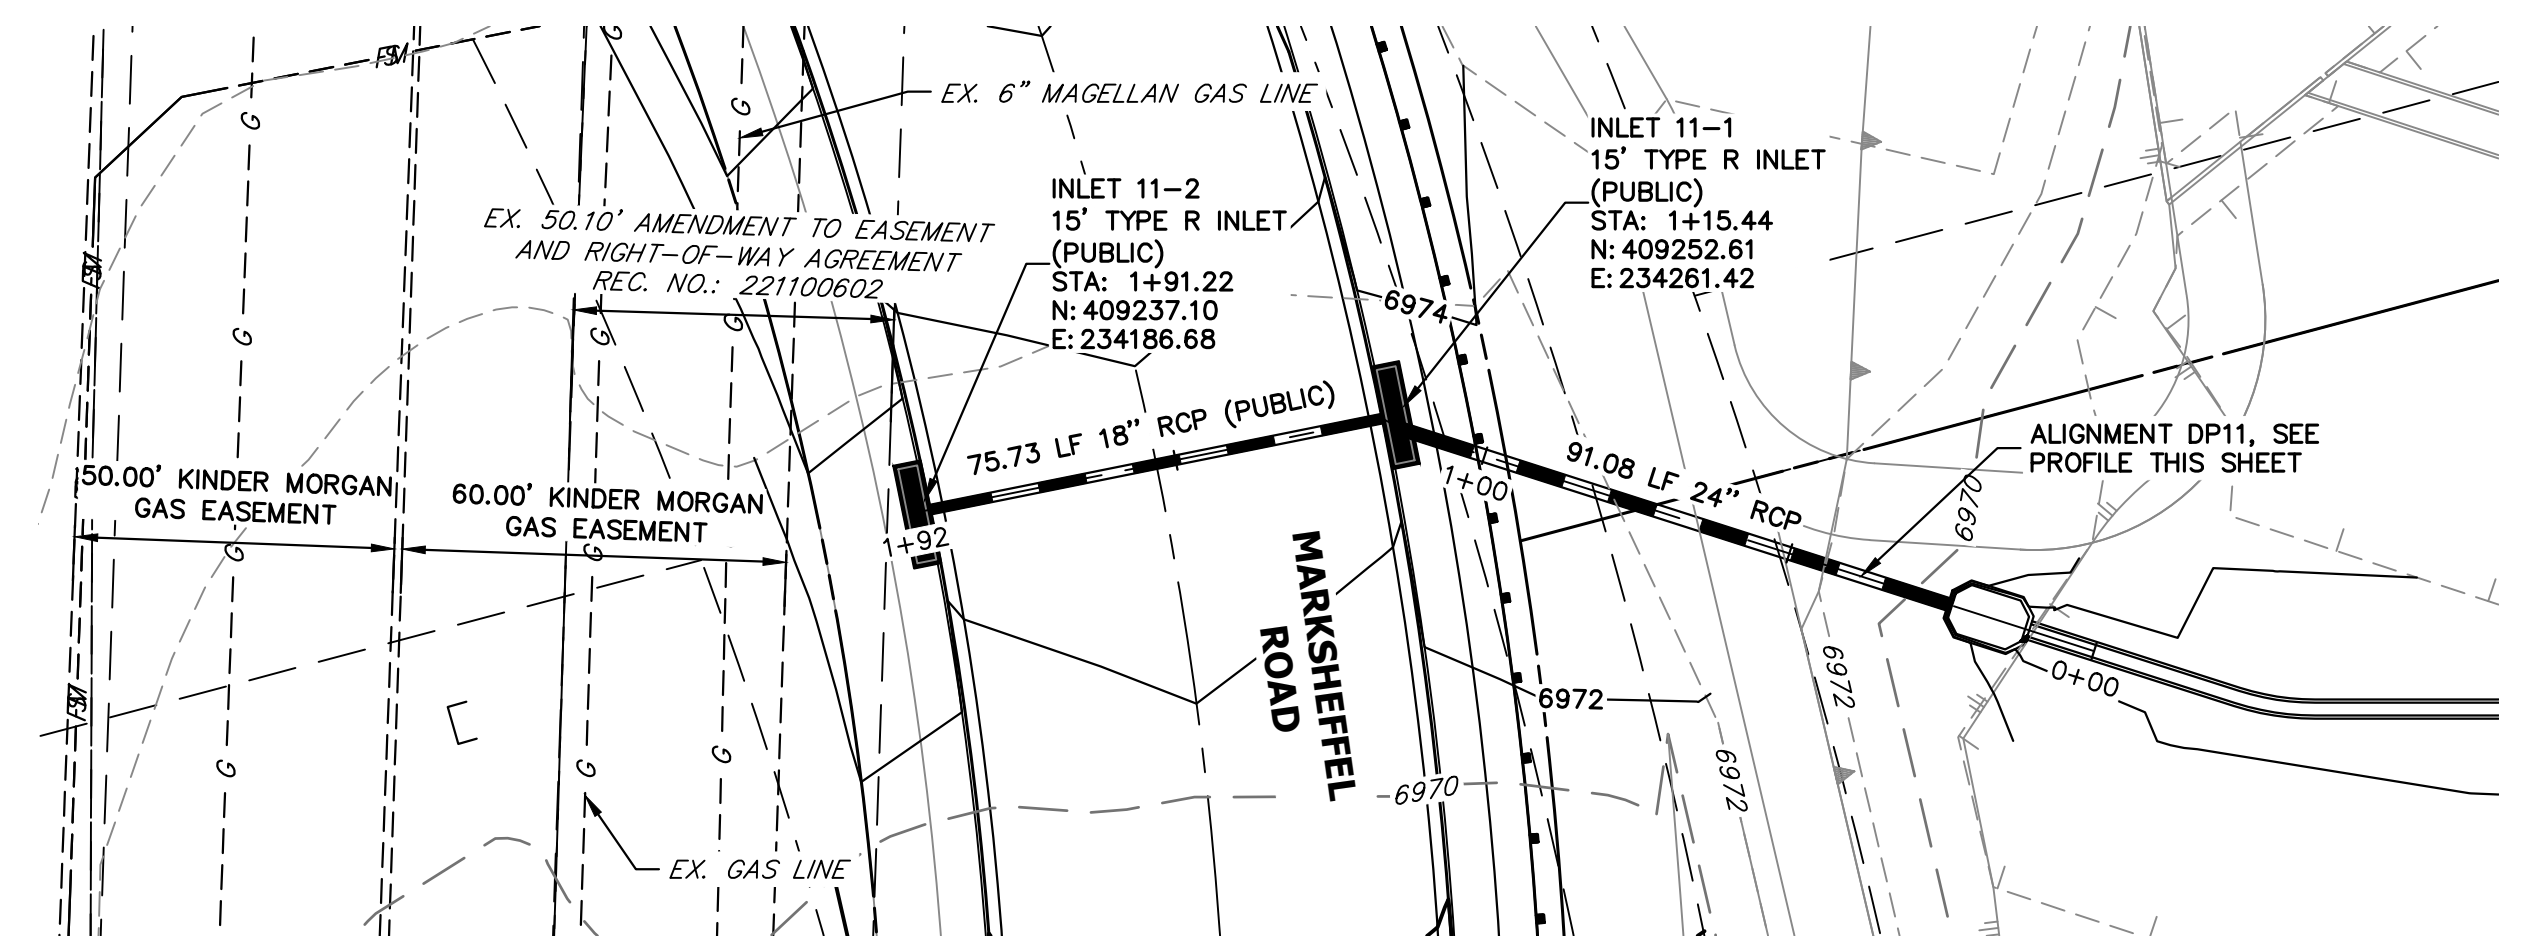 FSM
EX. 6" MAGELLAN GAS LINE
INLET 11-1
15' TYPE R INLET
(PUBLIC)
STA: 1+15.44
N: 409252.61
E: 234261.42
INLET 11-2
15' TYPE R INLET
(PUBLIC)
STA: 1+91.22
N: 409237.10
E: 234186.68
EX. 50.10' AMENDMENT TO EASEMENT
AND RIGHT-OF-WAY AGREEMENT
REC. NO.: 221100602
G
G
G
G
G
G
G
6974
75.73 LF 18" RCP (PUBLIC)
91.08 LF 24" RCP
ALIGNMENT DP11, SEE
PROFILE THIS SHEET
50.00' KINDER MORGAN
GAS EASEMENT
60.00' KINDER MORGAN
GAS EASEMENT
1+00
1+92
6970
G
G
MARKSHEFFEL
ROAD
0+00
6972
6972
6972
6970
G
G
G
EX. GAS LINE